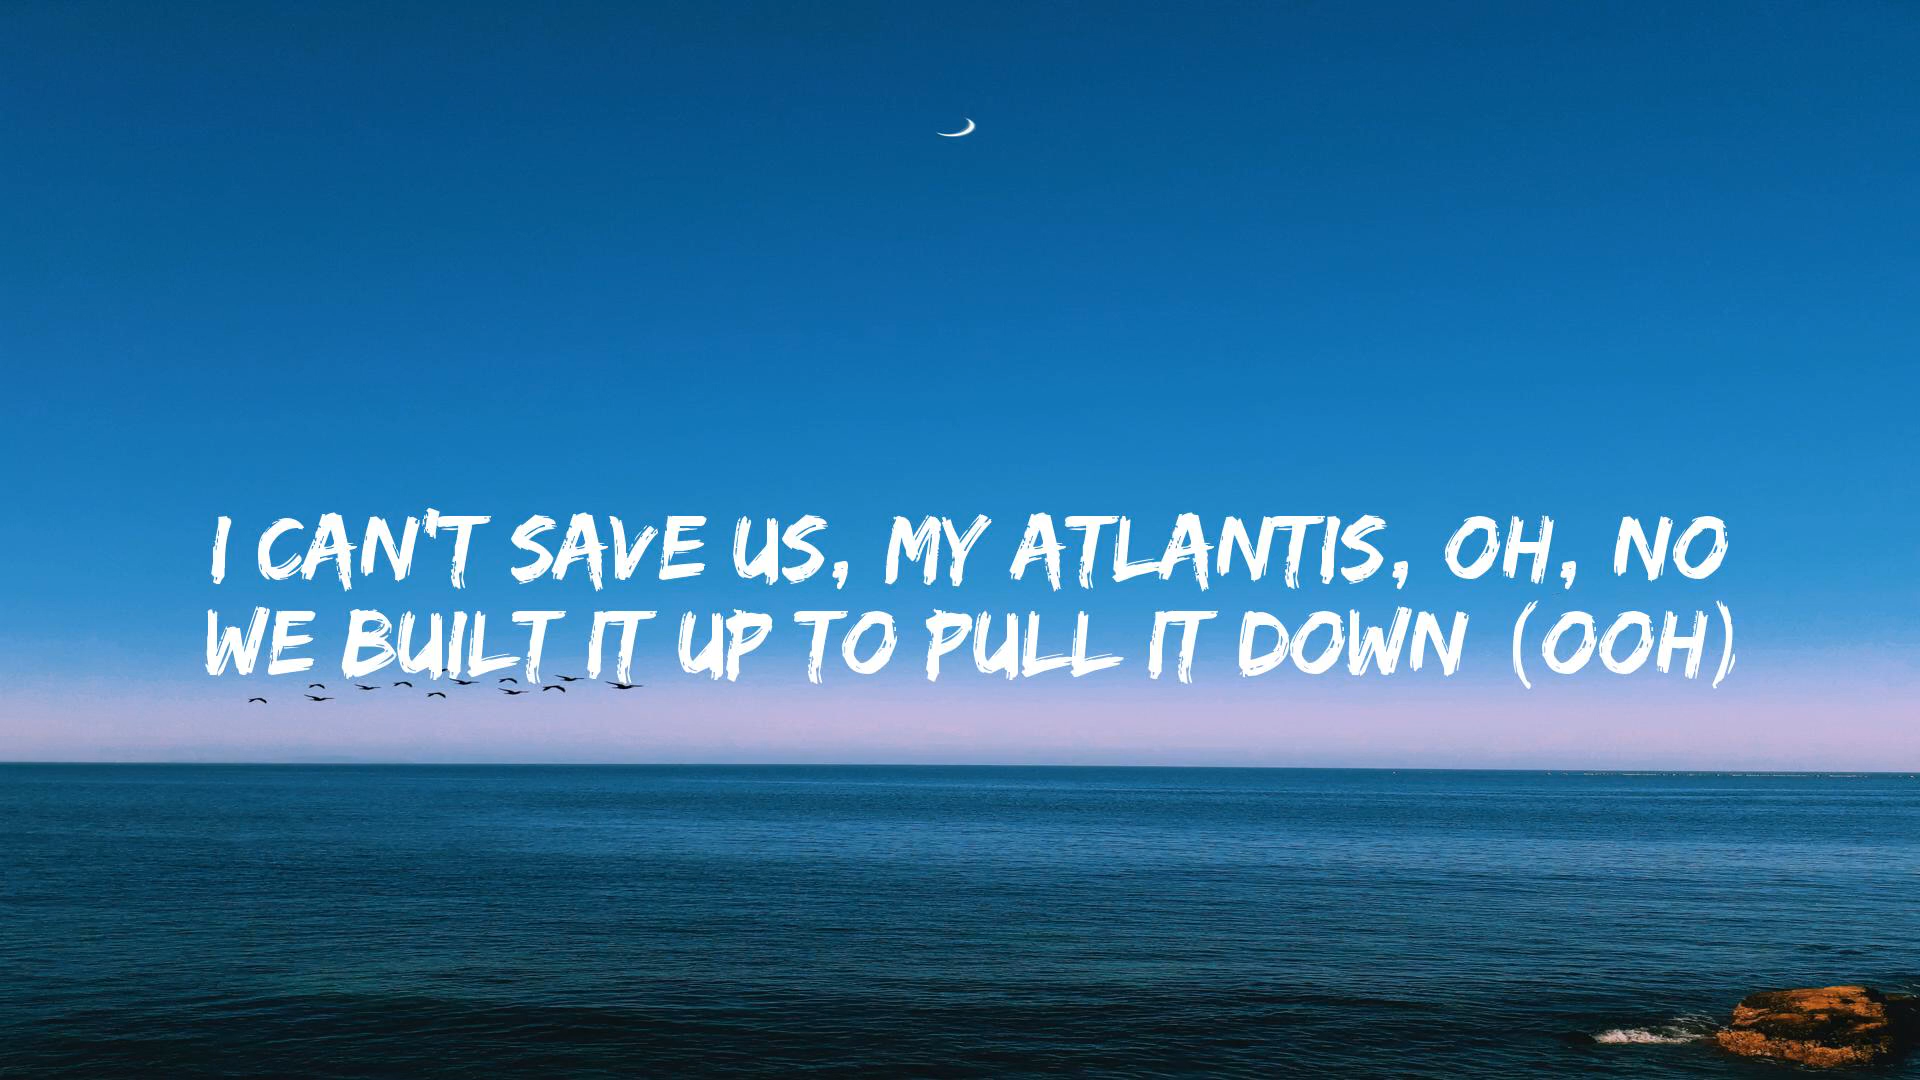 I CAN'T SAVE US, MY ATLANTIS, OH, NO
WE BUILT IT UP TO PULL IT DOWN (OOH)